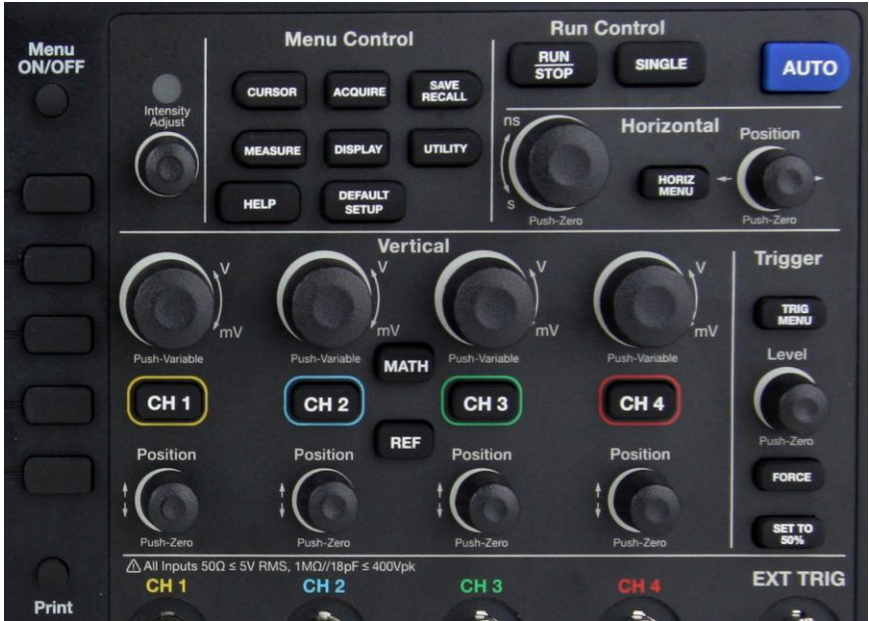 Menu
ON/OFF
Intensity
Adjust
Menu Control
CURSOR
ACQUIRE
SAVE
RECALL
MEASURE
DISPLAY
UTILITY
HELP
DEFAULT
SETUP
Run Control
RUN
STOP
SINGLE
AUTO
Horizontal
ns
s
Push-Zero
HORIZ
MENU
Position
Push-Zero
Vertical
V
mV
Push-Variable
V
mV
Push-Variable
V
mV
Push-Variable
V
mV
Push-Variable
MATH
CH 1
CH 2
CH 3
CH 4
REF
Position
Push-Zero
Position
Push-Zero
Position
Push-Zero
Position
Push-Zero
Trigger
TRIG
MENU
Level
Push-Zero
FORCE
SET TO
50%
⚠ All Inputs 50Ω ≤ 5V RMS, 1MΩ//18pF ≤ 400Vpk
CH 1
CH 2
CH 3
CH 4
EXT TRIG
Print